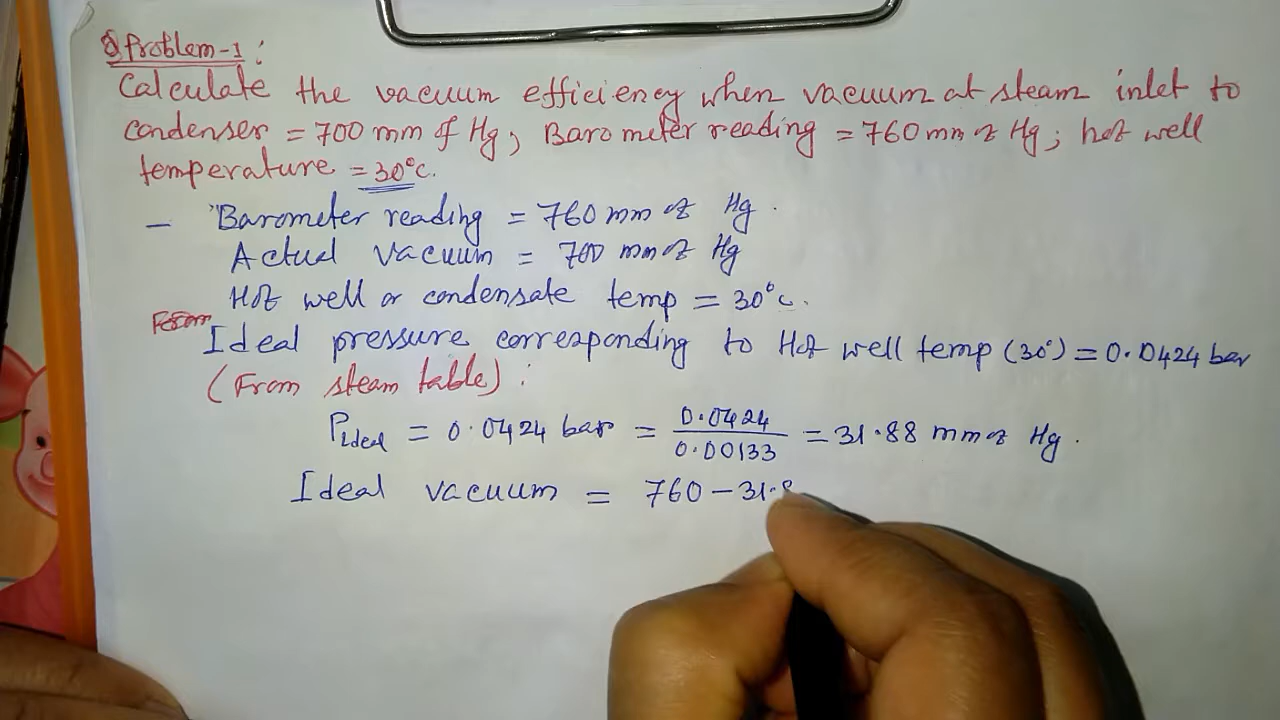 Problem-1 :
Calculate the vacuum efficiency when vacuum at steam inlet to
condenser = 700 mm of Hg, Barometer reading = 760 mm of Hg; hot well
temperature = 30°c.
- Barometer reading = 760 mm of Hg.
Actual vacuum = 700 mm of Hg
Hot well or condensate temp = 30°c.
From
Ideal pressure corresponding to Hot well temp (30°) = 0.0424 bar
(From steam table) :
PIdeal = 0.0424 bar = 0.0424 / 0.00133 = 31.88 mm of Hg.
Ideal vacuum = 760 - 31.8